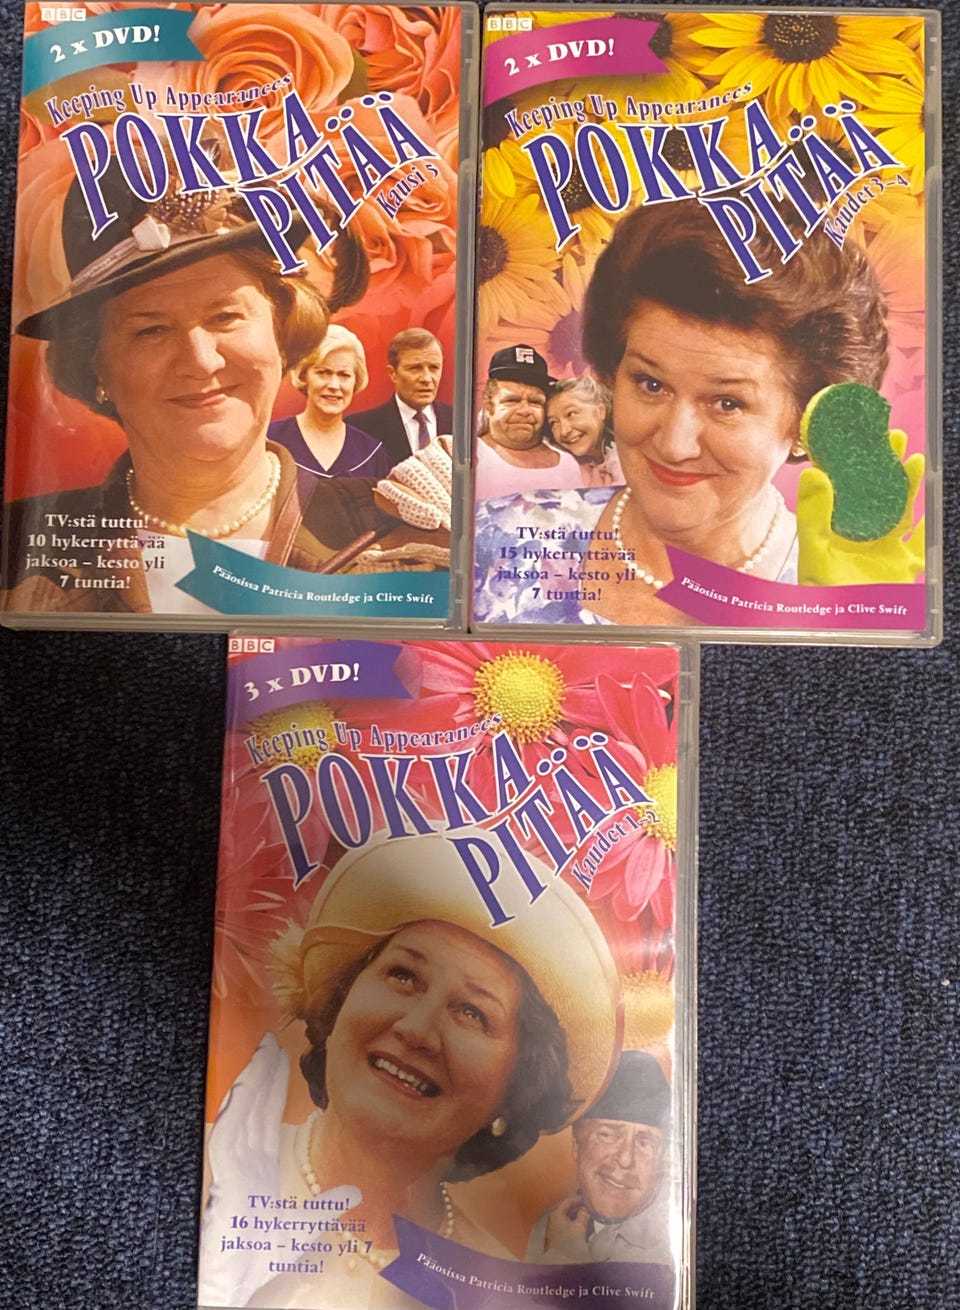 BBC
2 x DVD!
Keeping Up Appearances
POKKA
PITÄÄ
Kausi 5
TV:stä tuttu!
10 hykerryttävää
jaksoa – kesto yli
7 tuntia!
Pääosissa Patricia Routledge ja Clive Swift
BBC
2 x DVD!
Keeping Up Appearances
POKKA
PITÄÄ
Kaudet 3–4
TV:stä tuttu!
15 hykerryttävää
jaksoa – kesto yli
7 tuntia!
Pääosissa Patricia Routledge ja Clive Swift
BBC
3 x DVD!
Keeping Up Appearances
POKKA
PITÄÄ
Kaudet 1–2
TV:stä tuttu!
16 hykerryttävää
jaksoa – kesto yli 7
tuntia!
Pääosissa Patricia Routledge ja Clive Swift